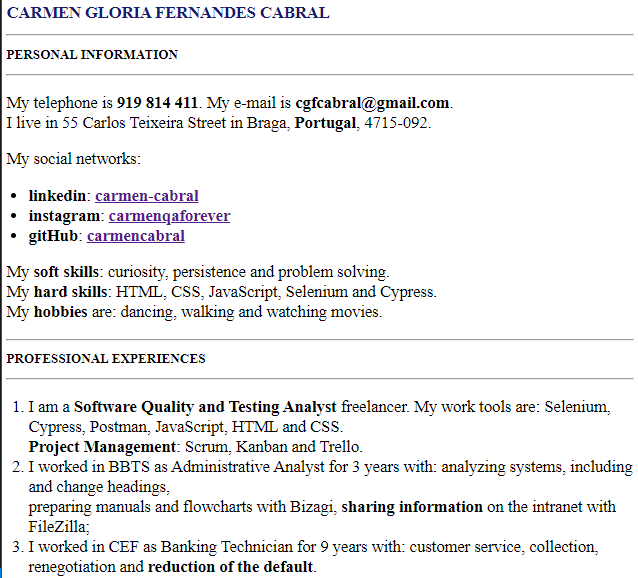 CARMEN GLORIA FERNANDES CABRAL
PERSONAL INFORMATION
My telephone is 919 814 411. My e-mail is cgfcabral@gmail.com.
I live in 55 Carlos Teixeira Street in Braga, Portugal, 4715-092.
My social networks:
• linkedin: carmen-cabral
• instagram: carmenqaforever
• gitHub: carmencabral
My soft skills: curiosity, persistence and problem solving.
My hard skills: HTML, CSS, JavaScript, Selenium and Cypress.
My hobbies are: dancing, walking and watching movies.
PROFESSIONAL EXPERIENCES
1. I am a Software Quality and Testing Analyst freelancer. My work tools are: Selenium,
Cypress, Postman, JavaScript, HTML and CSS.
Project Management: Scrum, Kanban and Trello.
2. I worked in BBTS as Administrative Analyst for 3 years with: analyzing systems, including
and change headings,
preparing manuals and flowcharts with Bizagi, sharing information on the intranet with
FileZilla;
3. I worked in CEF as Banking Technician for 9 years with: customer service, collection,
renegotiation and reduction of the default.